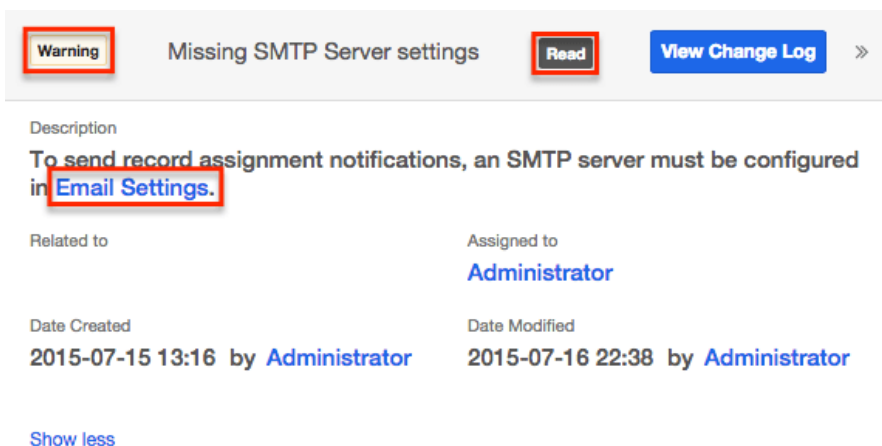 Warning Missing SMTP Server settings Read View Change Log »
Description
To send record assignment notifications, an SMTP server must be configured
in Email Settings.
Related to Assigned to
Administrator
Date Created Date Modified
2015-07-15 13:16 by Administrator 2015-07-16 22:38 by Administrator
Show less